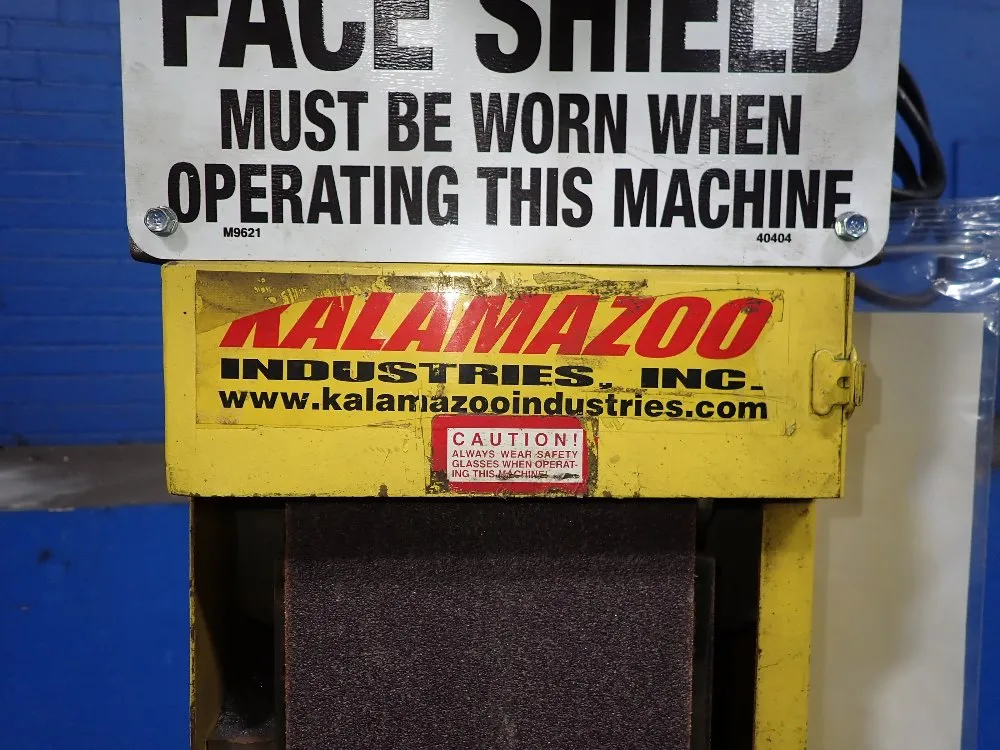 FACE SHIELD
MUST BE WORN WHEN
OPERATING THIS MACHINE
M9621 40404
KALAMAZOO
INDUSTRIES, INC.
www.kalamazooindustries.com
CAUTION!
ALWAYS WEAR SAFETY
GLASSES WHEN OPERAT-
ING THIS MACHINE!